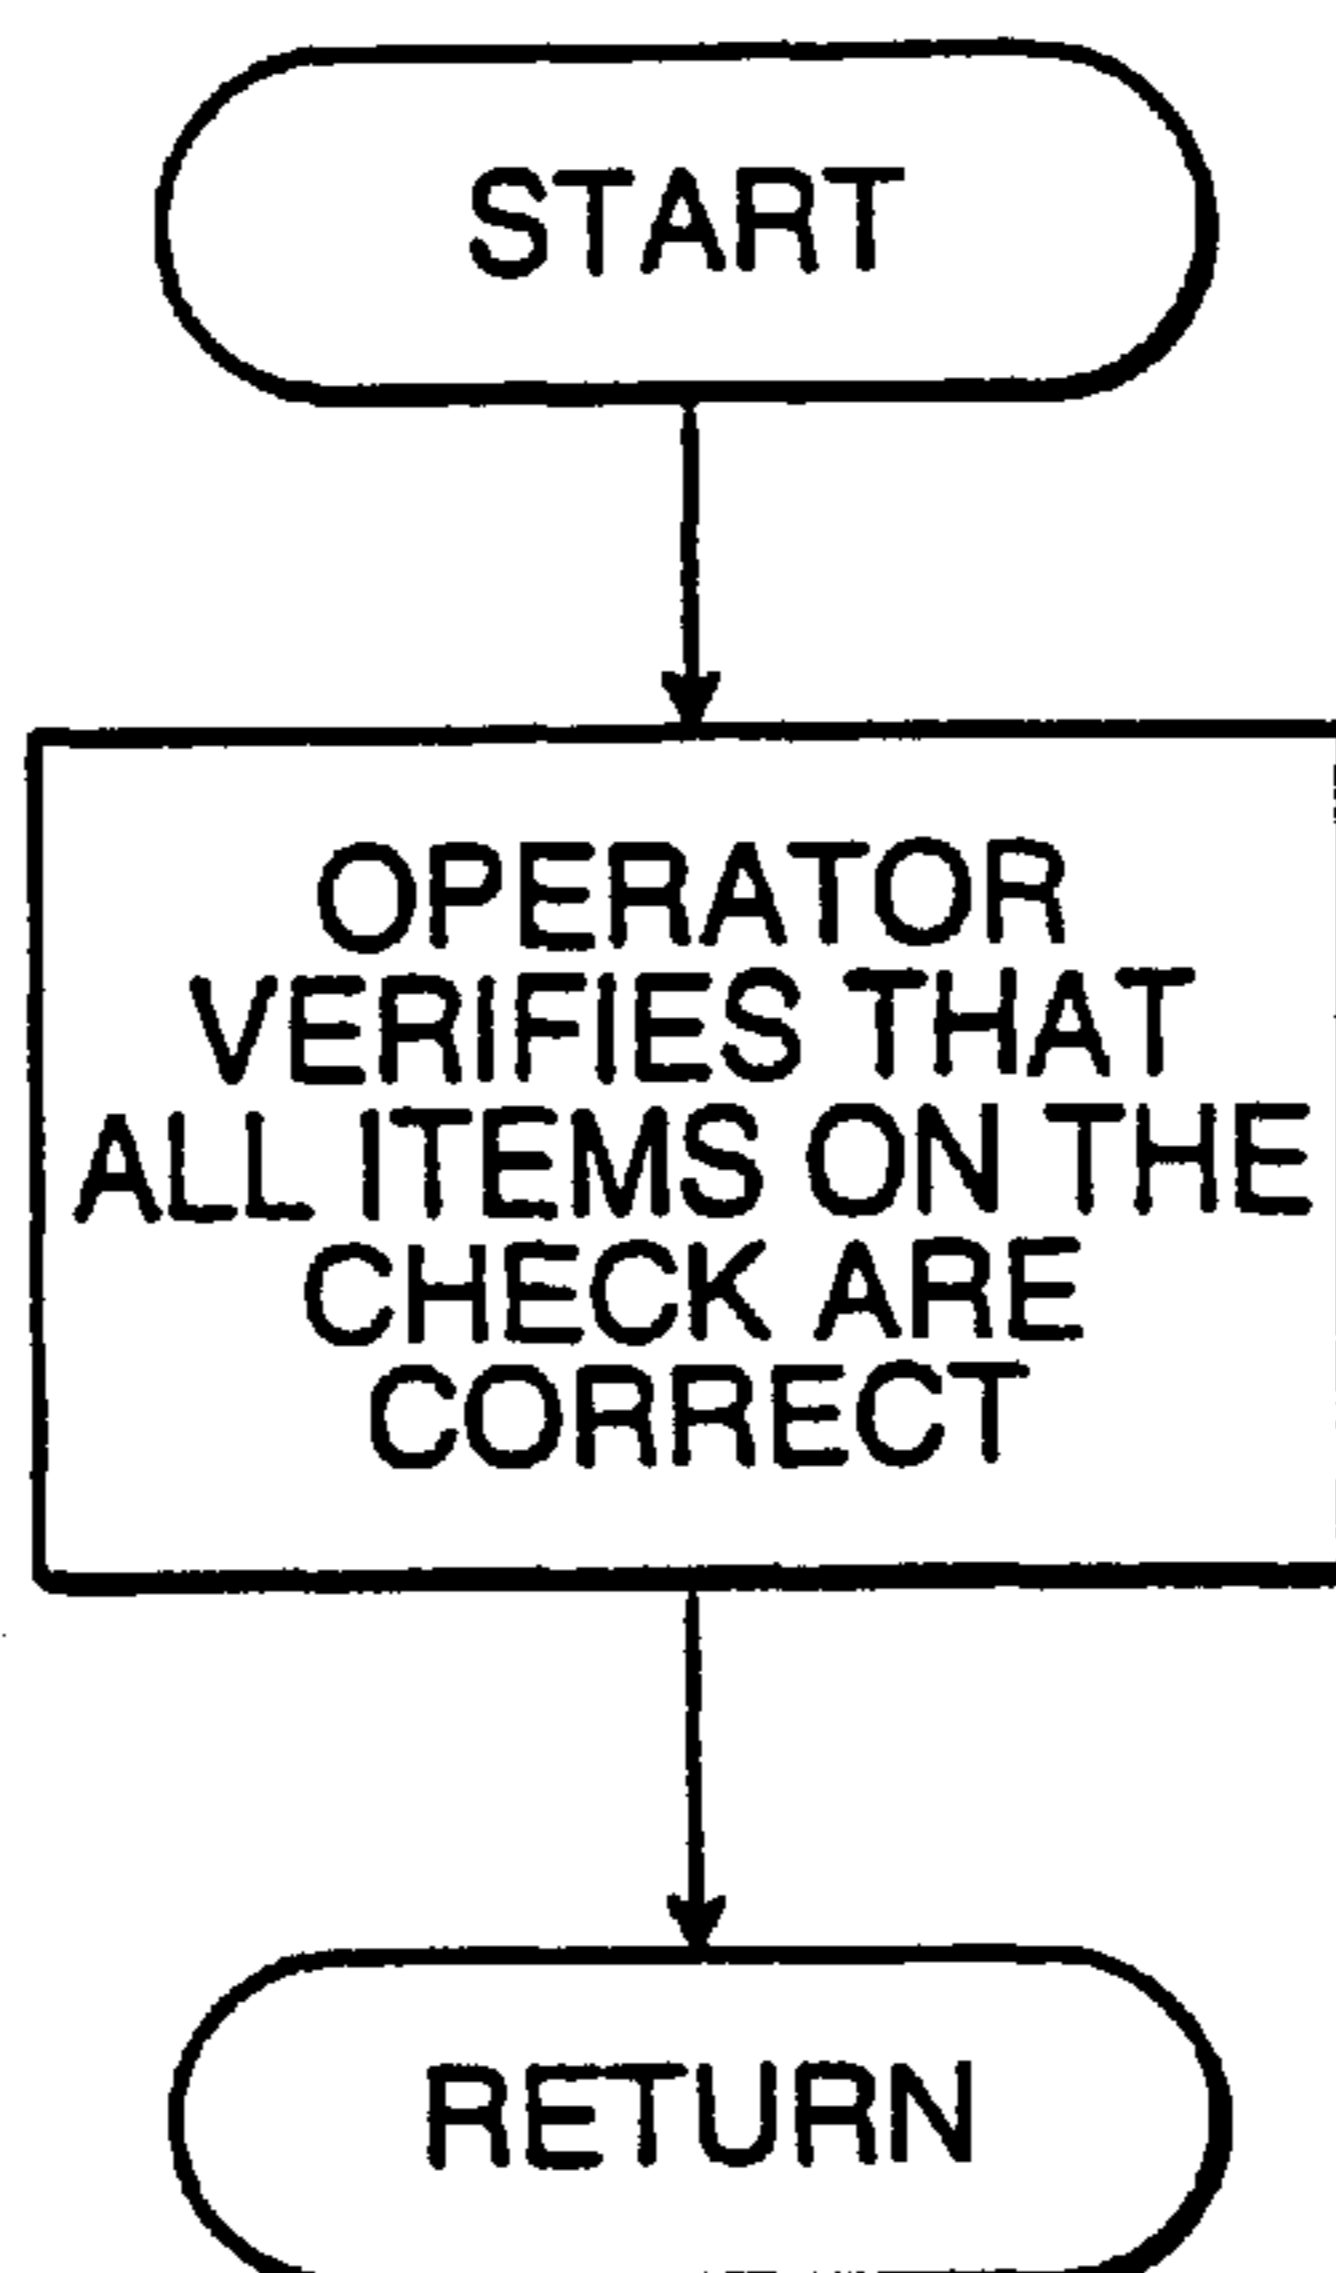 START
OPERATOR
VERIFIES THAT
ALL ITEMS ON THE
CHECK ARE
CORRECT
RETURN